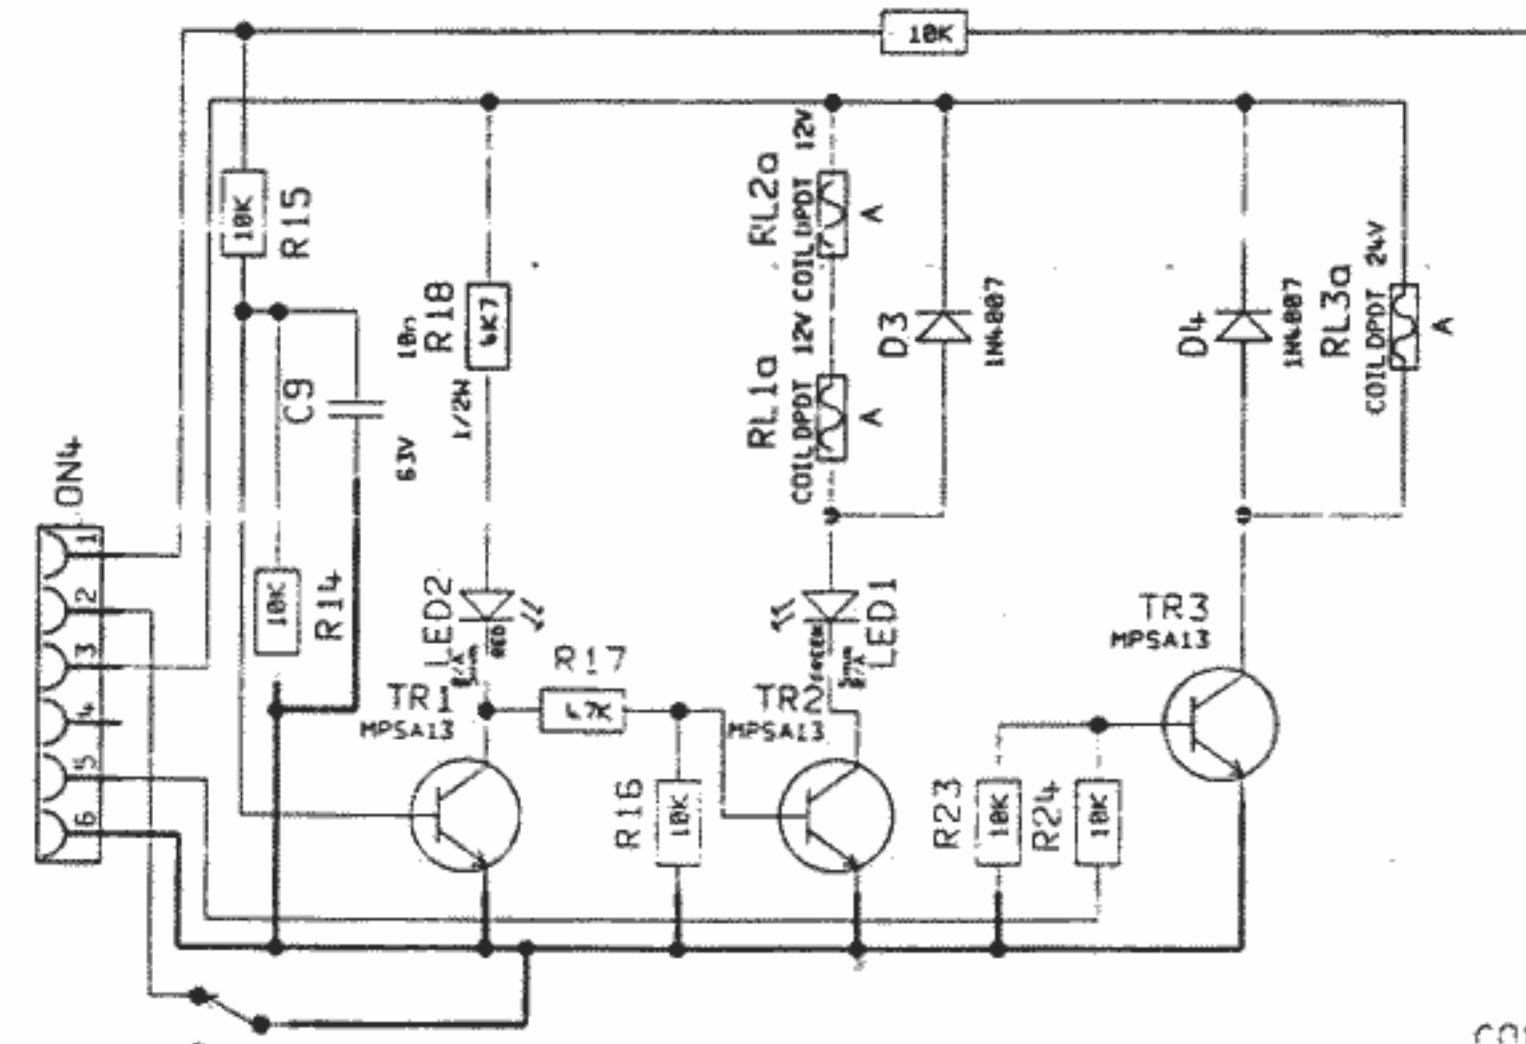 10K
10K
R15
12V
RL2a
COIL DPDT
A
10n
R18
4K7
1/2W
C9
63V
12V
RL1a
COIL DPDT
A
D3
1N4007
D4
1N4007
24V
RL3a
COIL DPDT
A
1
2
3
4
5
6
10K
R14
LED2
RED
TR1
MPSA13
R17
47K
LED1
GREEN
TR2
MPSA13
TR3
MPSA13
R16
10K
R23
10K
R24
10K